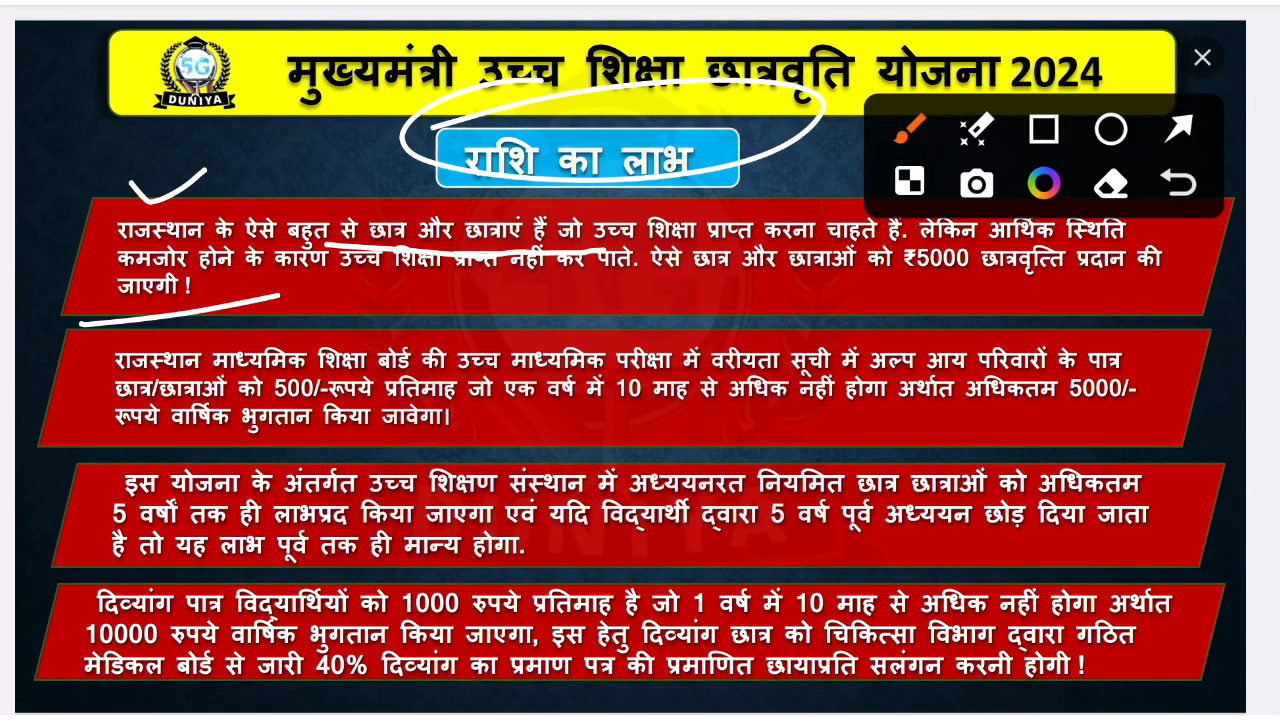 5G
DUNIYA
मुख्यमंत्री उच्च शिक्षा छात्रवृति योजना 2024
राशि का लाभ
राजस्थान के ऐसे बहुत से छात्र और छात्राएं हैं जो उच्च शिक्षा प्राप्त करना चाहते हैं. लेकिन आर्थिक स्थिति
कमजोर होने के कारण उच्च शिक्षा प्राप्त नहीं कर पाते. ऐसे छात्र और छात्राओं को ₹5000 छात्रवृत्ति प्रदान की
जाएगी !
राजस्थान माध्यमिक शिक्षा बोर्ड की उच्च माध्यमिक परीक्षा में वरीयता सूची में अल्प आय परिवारों के पात्र
छात्र/छात्राओं को 500/-रूपये प्रतिमाह जो एक वर्ष में 10 माह से अधिक नहीं होगा अर्थात अधिकतम 5000/-
रूपये वार्षिक भुगतान किया जावेगा।
इस योजना के अंतर्गत उच्च शिक्षण संस्थान में अध्ययनरत नियमित छात्र छात्राओं को अधिकतम
5 वर्षों तक ही लाभप्रद किया जाएगा एवं यदि विद्यार्थी द्वारा 5 वर्ष पूर्व अध्ययन छोड़ दिया जाता
है तो यह लाभ पूर्व तक ही मान्य होगा.
दिव्यांग पात्र विद्यार्थियों को 1000 रुपये प्रतिमाह है जो 1 वर्ष में 10 माह से अधिक नहीं होगा अर्थात
10000 रुपये वार्षिक भुगतान किया जाएगा, इस हेतु दिव्यांग छात्र को चिकित्सा विभाग द्वारा गठित
मेडिकल बोर्ड से जारी 40% दिव्यांग का प्रमाण पत्र की प्रमाणित छायाप्रति सलंगन करनी होगी !